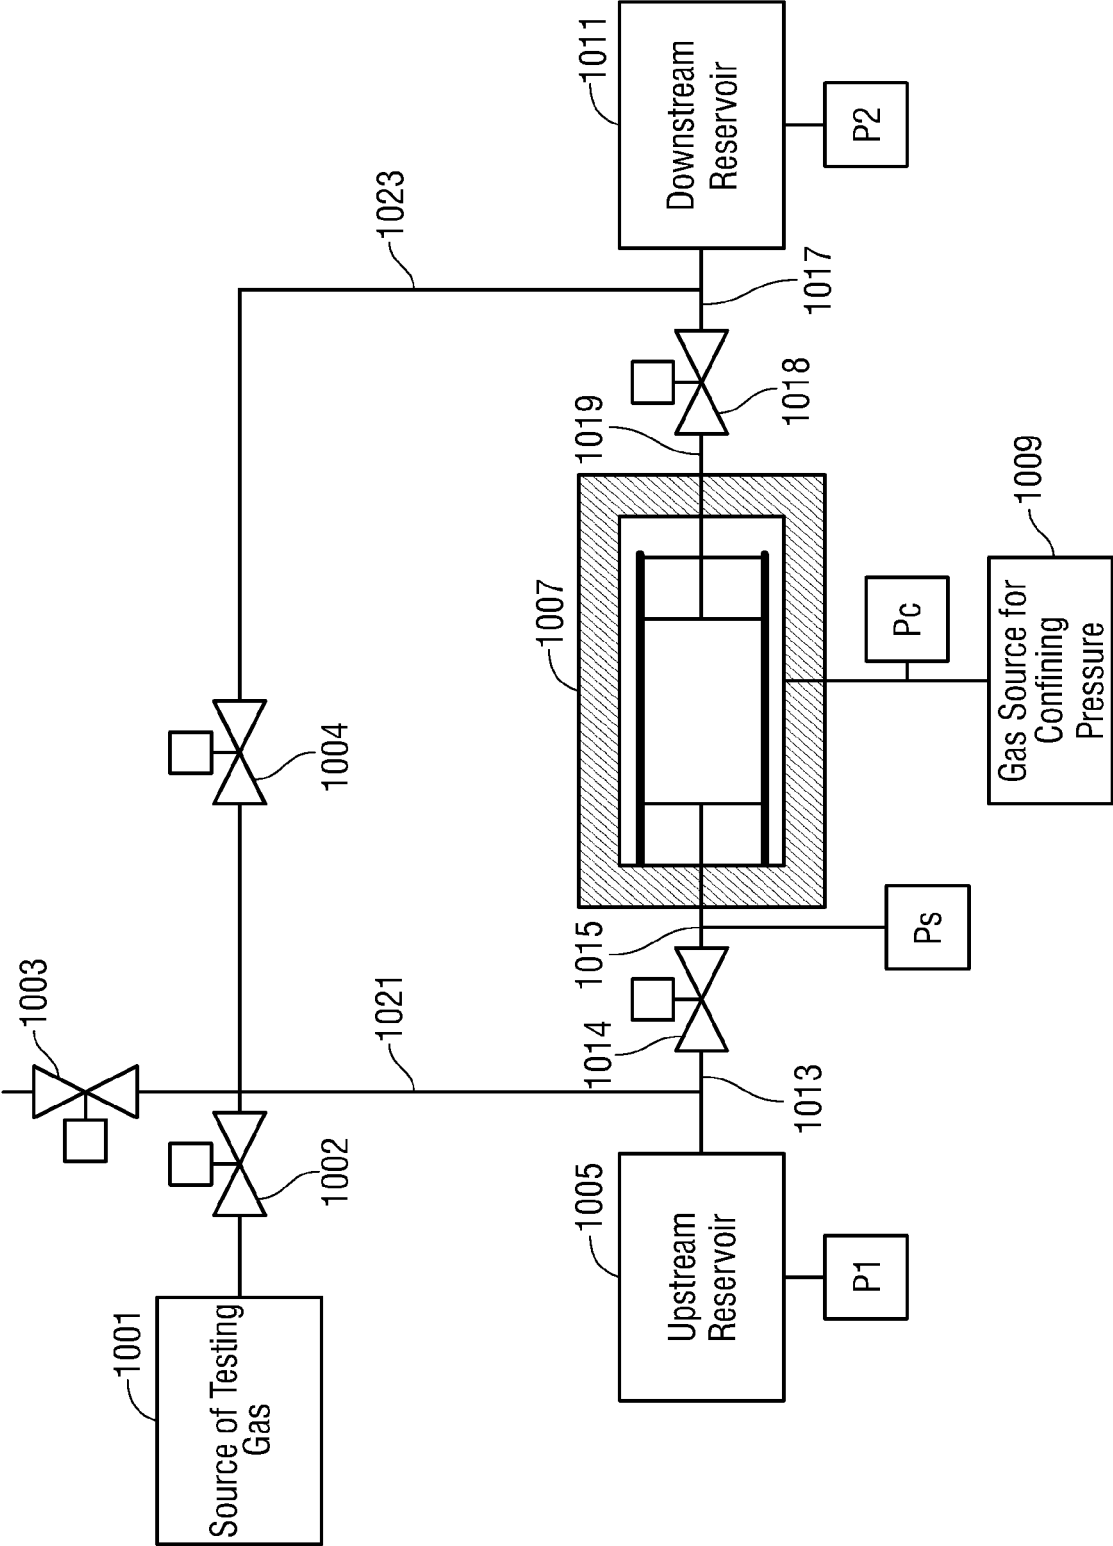 1001
Source of Testing
Gas
1002
1003
1004
1021
1023
1005
Upstream
Reservoir
P1
1013
1014
1015
Ps
1007
Pc
1009
Gas Source for
Confining
Pressure
1019
1018
1017
1011
Downstream
Reservoir
P2